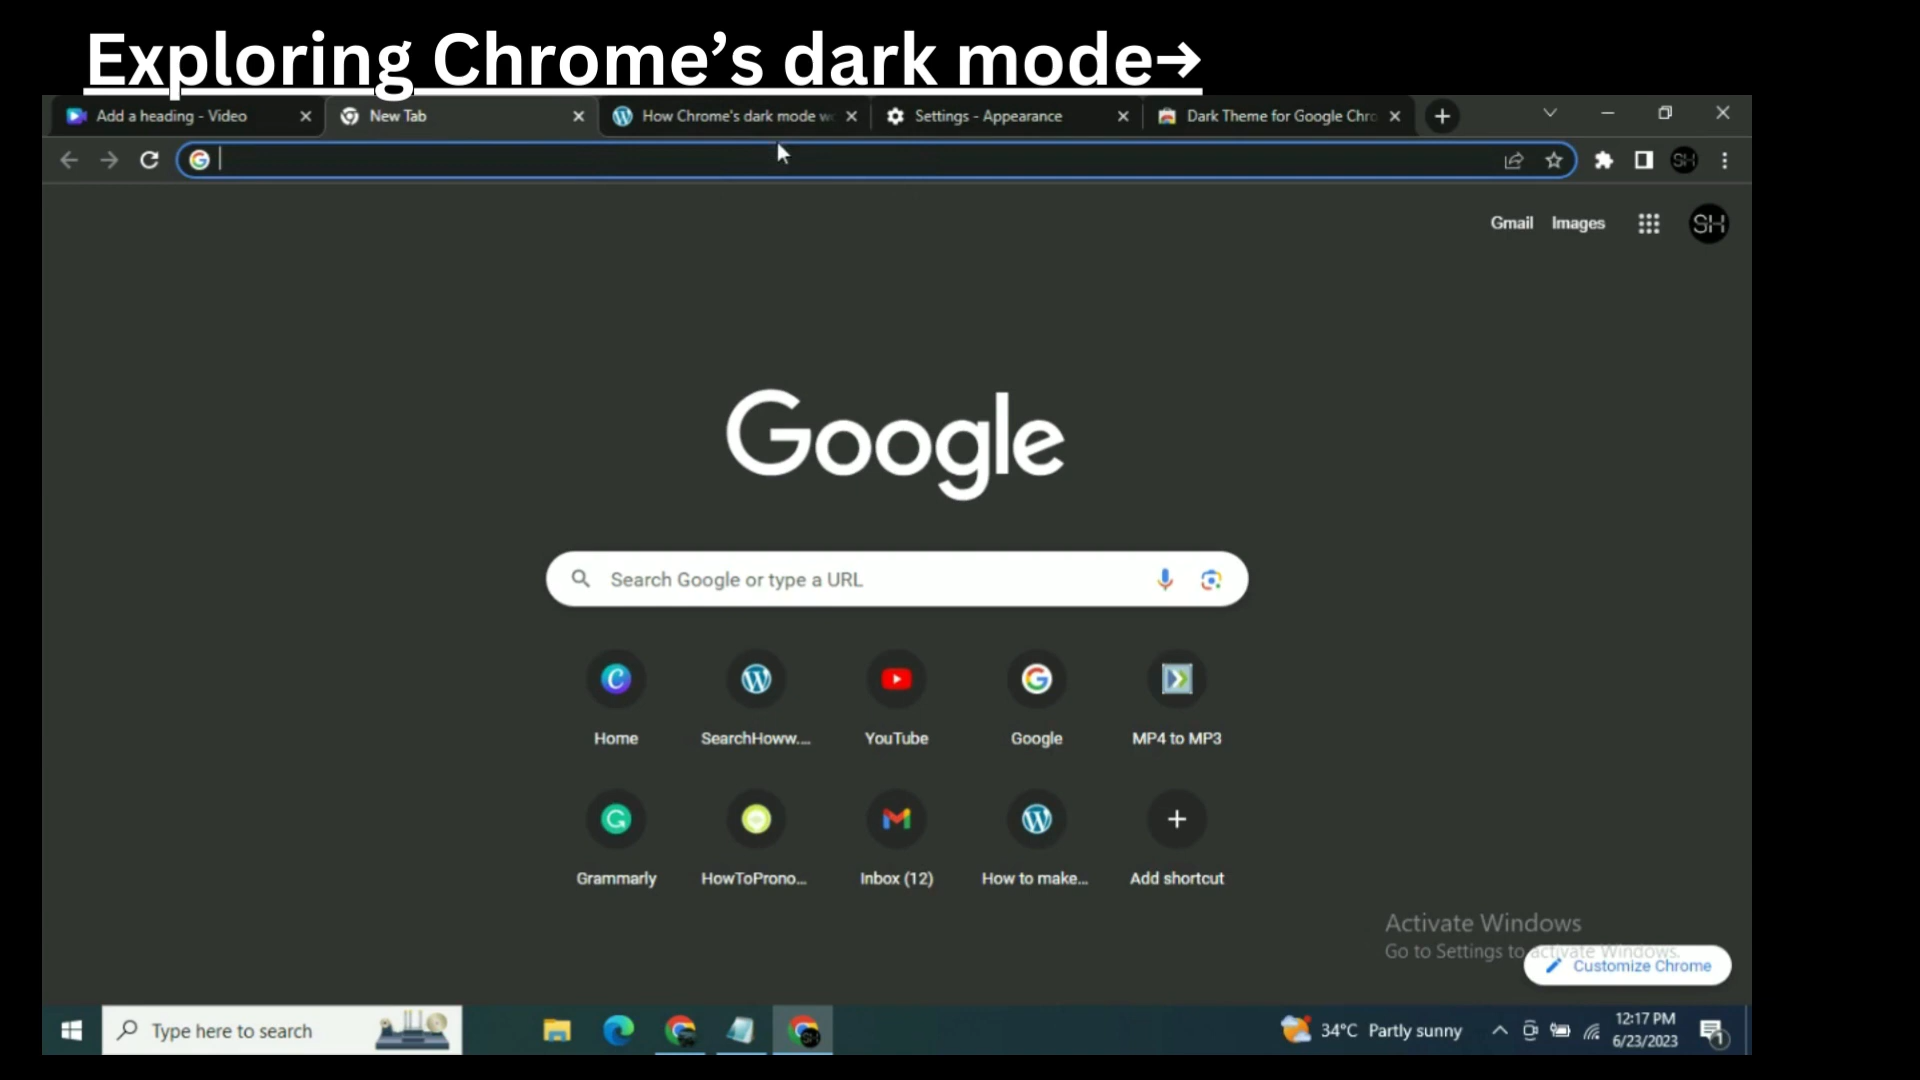 Exploring Chrome’s dark mode→
Add a heading - Video
New Tab
How Chrome's dark mode w
Settings - Appearance
Dark Theme for Google Chro
SH
Gmail Images SH
Google
Search Google or type a URL
Home SearchHoww.... YouTube Google MP4 to MP3
Grammarly HowToProno... Inbox (12) How to make... Add shortcut
Activate Windows
Go to Settings to activate Windows.
Customize Chrome
Type here to search
34°C Partly sunny
12:17 PM
6/23/2023
1